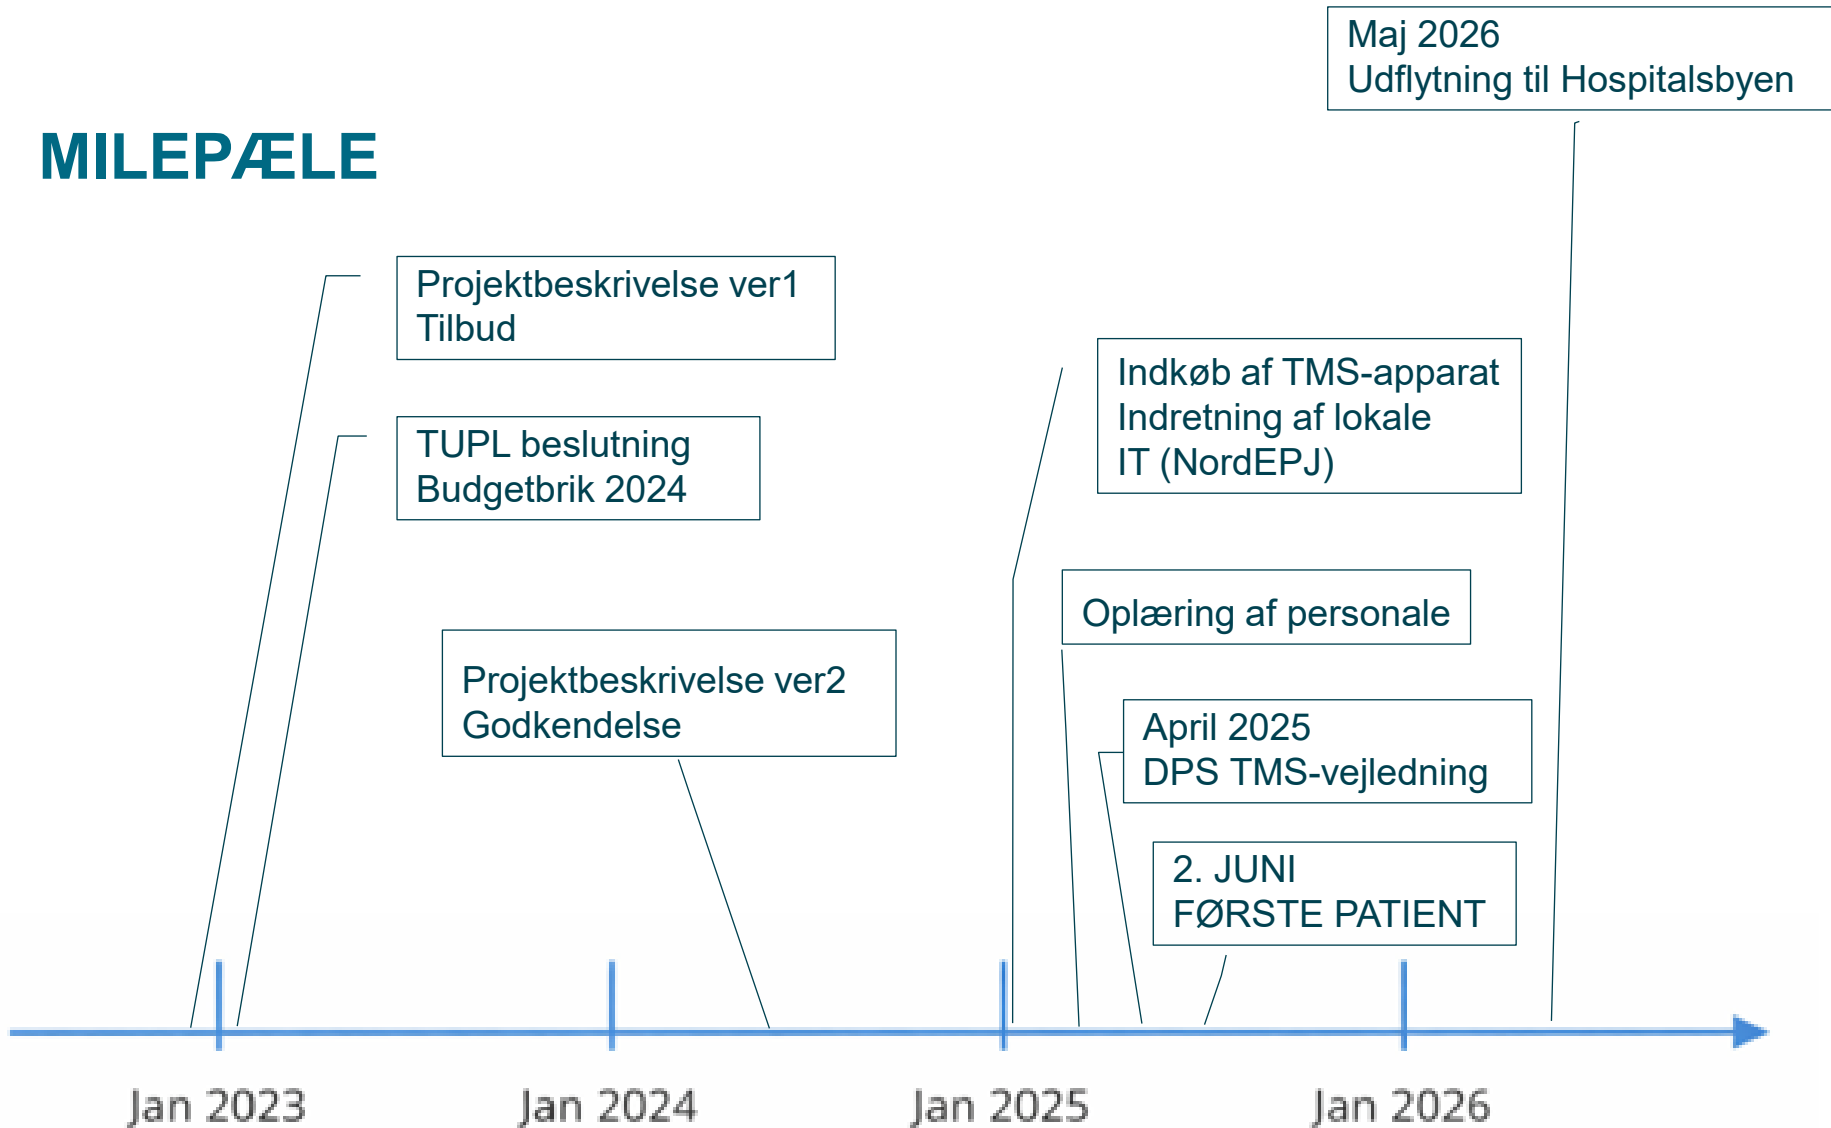 Maj 2026
Udflytning til Hospitalsbyen
MILEPÆLE
Projektbeskrivelse ver1
Tilbud
TUPL beslutning
Budgetbrik 2024
Indkøb af TMS-apparat
Indretning af lokale
IT (NordEPJ)
Oplæring af personale
Projektbeskrivelse ver2
Godkendelse
April 2025
DPS TMS-vejledning
2. JUNI
FØRSTE PATIENT
Jan 2023
Jan 2024
Jan 2025
Jan 2026